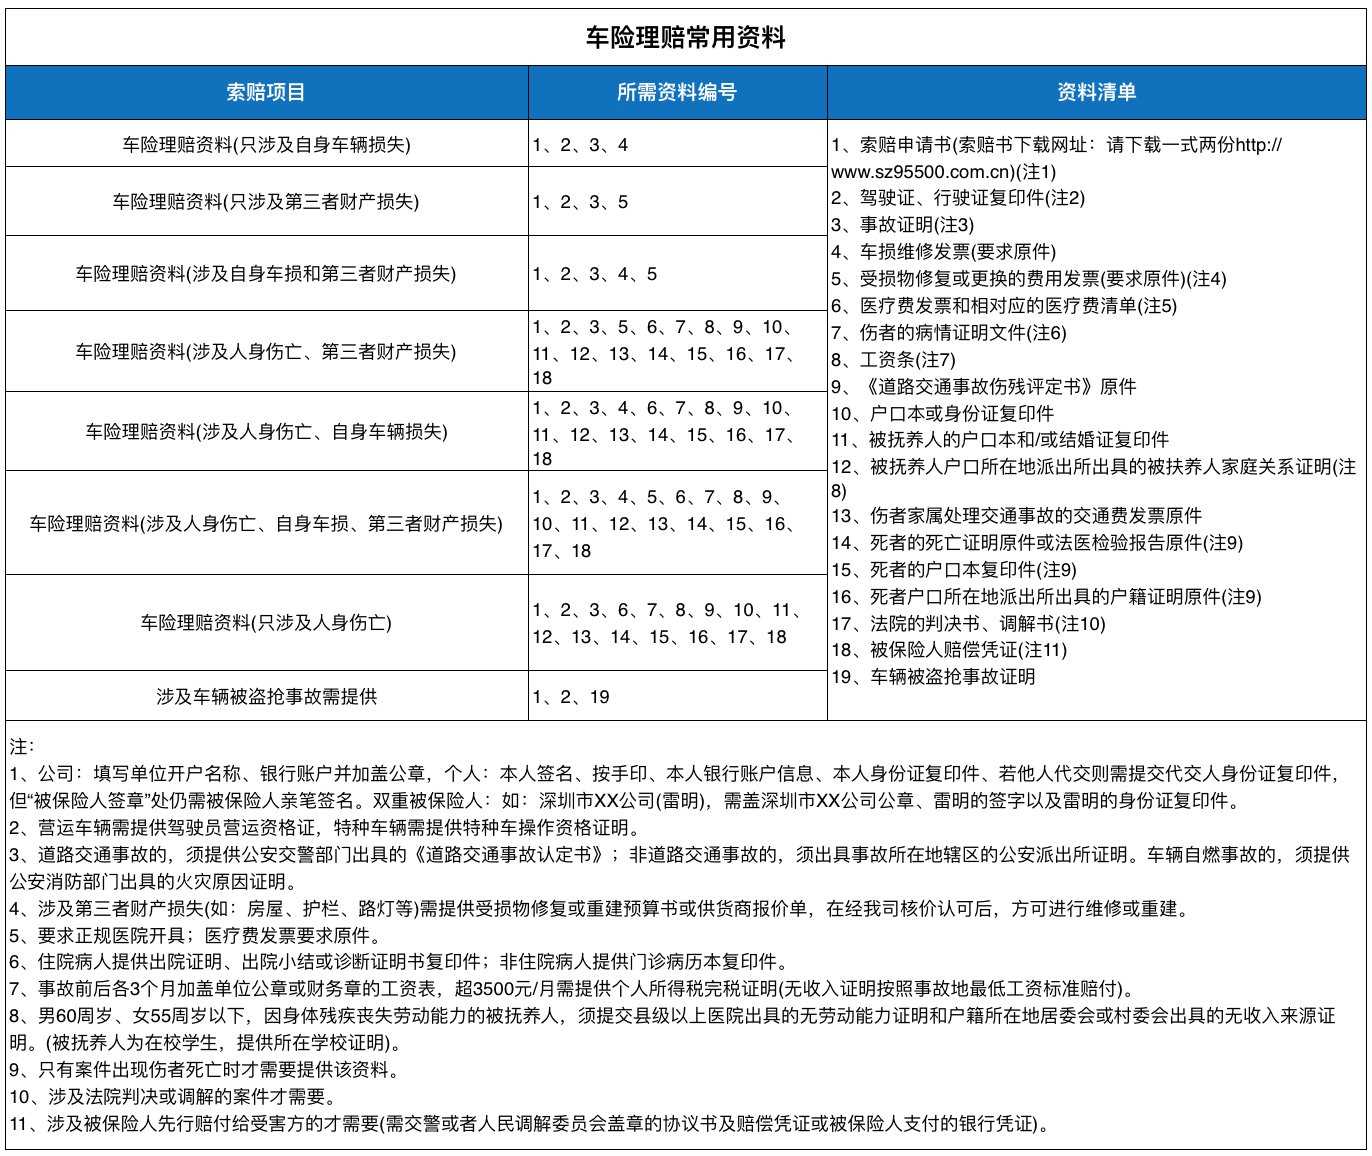 车险理赔常用资料
索赔项目
所需资料编号
资料清单
车险理赔资料(只涉及自身车辆损失)
1、2、3、4
车险理赔资料(只涉及第三者财产损失)
1、2、3、5
车险理赔资料(涉及自身车损和第三者财产损失)
1、2、3、4、5
车险理赔资料(涉及人身伤亡、第三者财产损失)
1、2、3、5、6、7、8、9、10、
11、12、13、14、15、16、17、
18
车险理赔资料(涉及人身伤亡、自身车辆损失)
1、2、3、4、6、7、8、9、10、
11、12、13、14、15、16、17、
18
车险理赔资料(涉及人身伤亡、自身车损、第三者财产损失)
1、2、3、4、5、6、7、8、9、
10、11、12、13、14、15、16、
17、18
车险理赔资料(只涉及人身伤亡)
1、2、3、6、7、8、9、10、11、
12、13、14、15、16、17、18
涉及车辆被盗抢事故需提供
1、2、19
1、索赔申请书(索赔书下载网址：请下载一式两份http://
www.sz95500.com.cn)(注1)
2、驾驶证、行驶证复印件(注2)
3、事故证明(注3)
4、车损维修发票(要求原件)
5、受损物修复或更换的费用发票(要求原件)(注4)
6、医疗费发票和相对应的医疗费清单(注5)
7、伤者的病情证明文件(注6)
8、工资条(注7)
9、《道路交通事故伤残评定书》原件
10、户口本或身份证复印件
11、被抚养人的户口本和/或结婚证复印件
12、被抚养人户口所在地派出所出具的被扶养人家庭关系证明(注
8)
13、伤者家属处理交通事故的交通费发票原件
14、死者的死亡证明原件或法医检验报告原件(注9)
15、死者的户口本复印件(注9)
16、死者户口所在地派出所出具的户籍证明原件(注9)
17、法院的判决书、调解书(注10)
18、被保险人赔偿凭证(注11)
19、车辆被盗抢事故证明
注：
1、公司：填写单位开户名称、银行账户并加盖公章，个人：本人签名、按手印、本人银行账户信息、本人身份证复印件、若他人代交则需提交代交人身份证复印件，
但“被保险人签章”处仍需被保险人亲笔签名。双重被保险人：如：深圳市XX公司(雷明)，需盖深圳市XX公司公章、雷明的签字以及雷明的身份证复印件。
2、营运车辆需提供驾驶员营运资格证，特种车辆需提供特种车操作资格证明。
3、道路交通事故的，须提供公安交警部门出具的《道路交通事故认定书》；非道路交通事故的，须出具事故所在地辖区的公安派出所证明。车辆自燃事故的，须提供
公安消防部门出具的火灾原因证明。
4、涉及第三者财产损失(如：房屋、护栏、路灯等)需提供受损物修复或重建预算书或供货商报价单，在经我司核价认可后，方可进行维修或重建。
5、要求正规医院开具；医疗费发票要求原件。
6、住院病人提供出院证明、出院小结或诊断证明书复印件；非住院病人提供门诊病历本复印件。
7、事故前后各3个月加盖单位公章或财务章的工资表，超3500元/月需提供个人所得税完税证明(无收入证明按照事故地最低工资标准赔付)。
8、男60周岁、女55周岁以下，因身体残疾丧失劳动能力的被抚养人，须提交县级以上医院出具的无劳动能力证明和户籍所在地居委会或村委会出具的无收入来源证
明。(被抚养人为在校学生，提供所在学校证明)。
9、只有案件出现伤者死亡时才需要提供该资料。
10、涉及法院判决或调解的案件才需要。
11、涉及被保险人先行赔付给受害方的才需要(需交警或者人民调解委员会盖章的协议书及赔偿凭证或被保险人支付的银行凭证)。